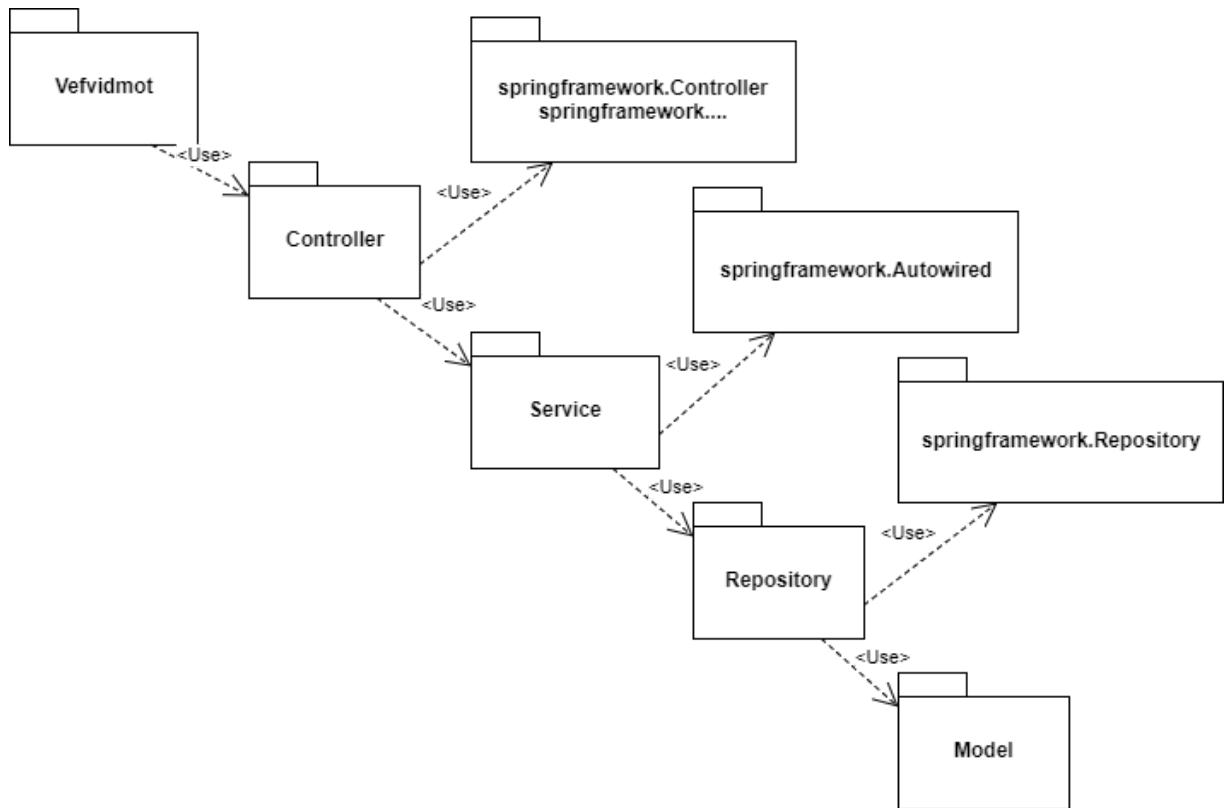 Vefvidmot
springframework.Controller
springframework....
<Use>
<Use>
Controller
springframework.Autowired
<Use>
<Use>
Service
springframework.Repository
<Use>
<Use>
Repository
<Use>
Model